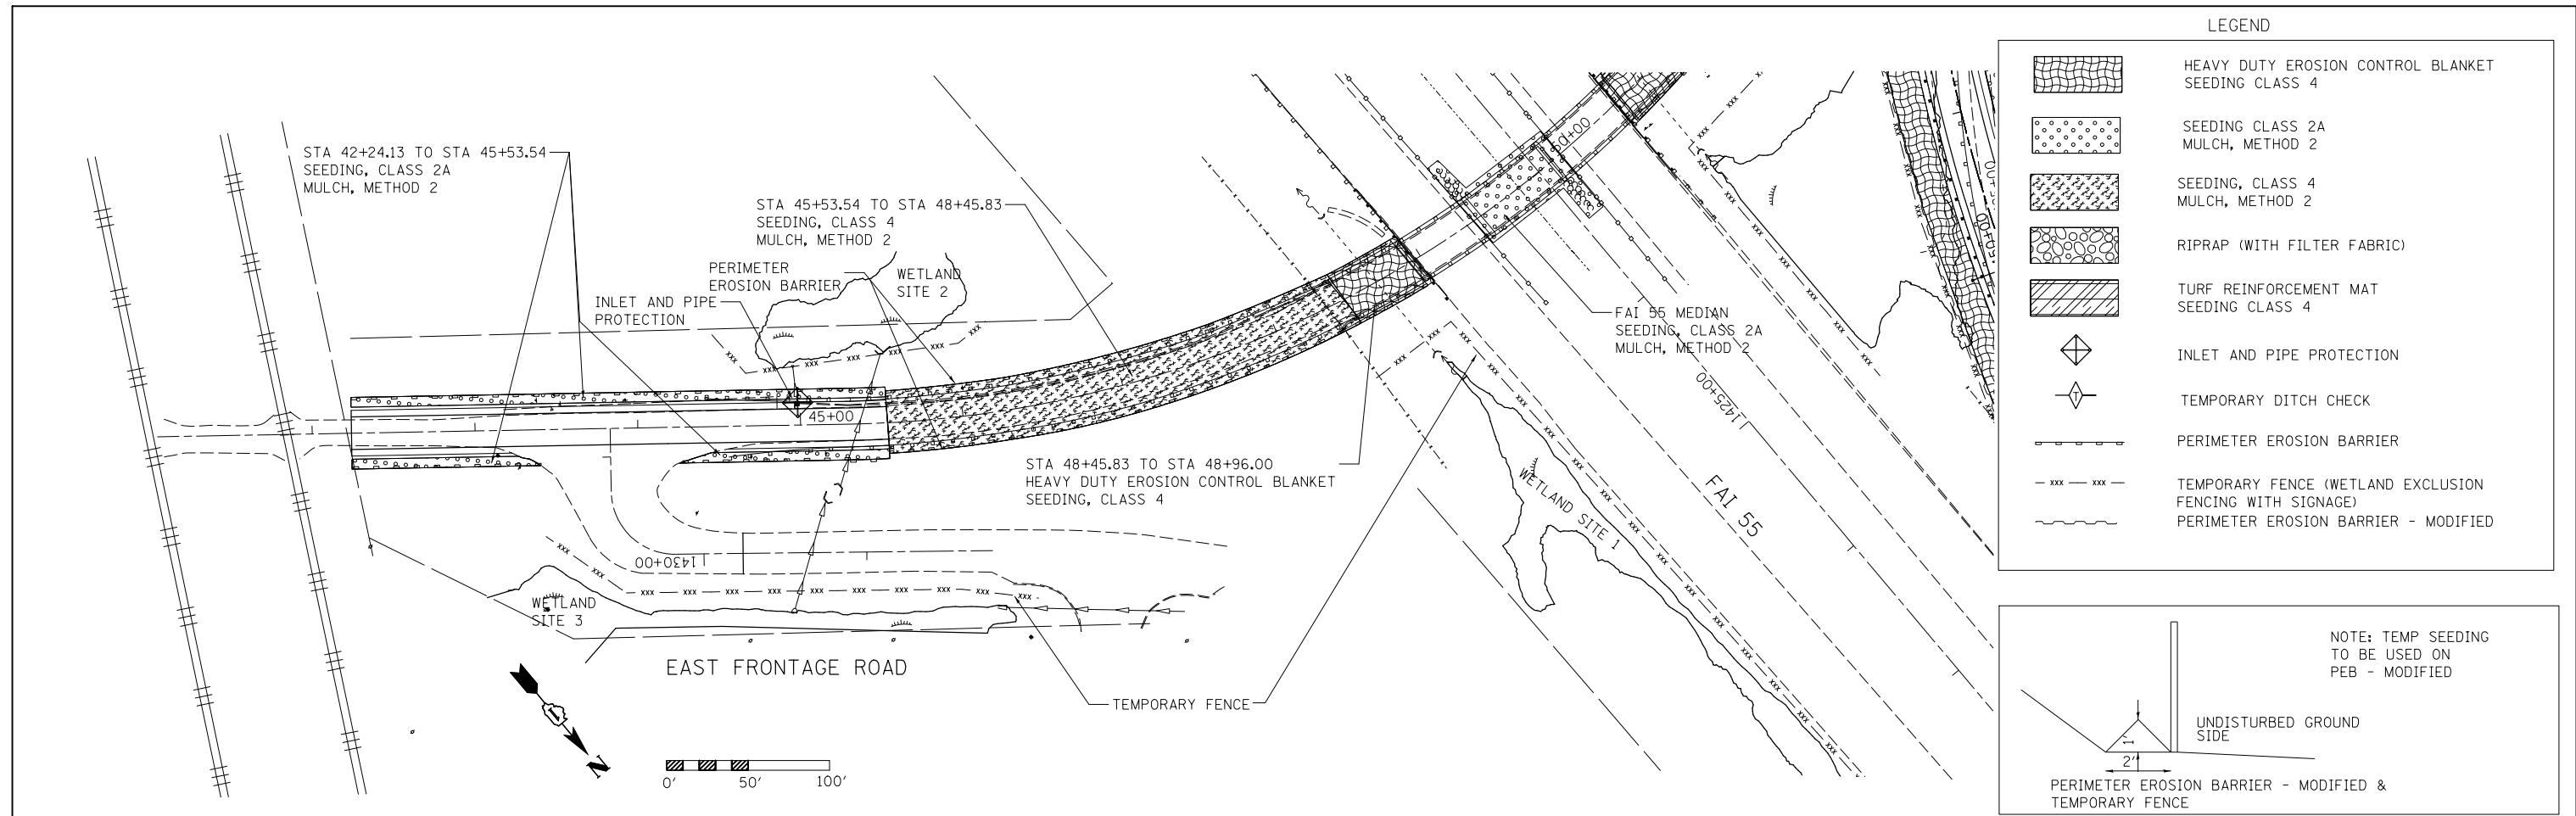 STA 42+24.13 TO STA 45+53.54
SEEDING, CLASS 2A
MULCH, METHOD 2
STA 45+53.54 TO STA 48+45.83
SEEDING, CLASS 4
MULCH, METHOD 2
PERIMETER
EROSION BARRIER
INLET AND PIPE
PROTECTION
WETLAND
SITE 2
45+00
STA 48+45.83 TO STA 48+96.00
HEAVY DUTY EROSION CONTROL BLANKET
SEEDING, CLASS 4
FAI 55 MEDIAN
SEEDING, CLASS 2A
MULCH, METHOD 2
11425+00
FAI 55
WETLAND SITE 1
11430+00
WETLAND
SITE 3
EAST FRONTAGE ROAD
TEMPORARY FENCE
N
0'
50'
100'
LEGEND
HEAVY DUTY EROSION CONTROL BLANKET
SEEDING CLASS 4
SEEDING CLASS 2A
MULCH, METHOD 2
SEEDING, CLASS 4
MULCH, METHOD 2
RIPRAP (WITH FILTER FABRIC)
TURF REINFORCEMENT MAT
SEEDING CLASS 4
INLET AND PIPE PROTECTION
T
TEMPORARY DITCH CHECK
PERIMETER EROSION BARRIER
XXX XXX
TEMPORARY FENCE (WETLAND EXCLUSION
FENCING WITH SIGNAGE)
PERIMETER EROSION BARRIER - MODIFIED
NOTE: TEMP SEEDING
TO BE USED ON
PEB - MODIFIED
UNDISTURBED GROUND
SIDE
1'
2'
PERIMETER EROSION BARRIER - MODIFIED &
TEMPORARY FENCE